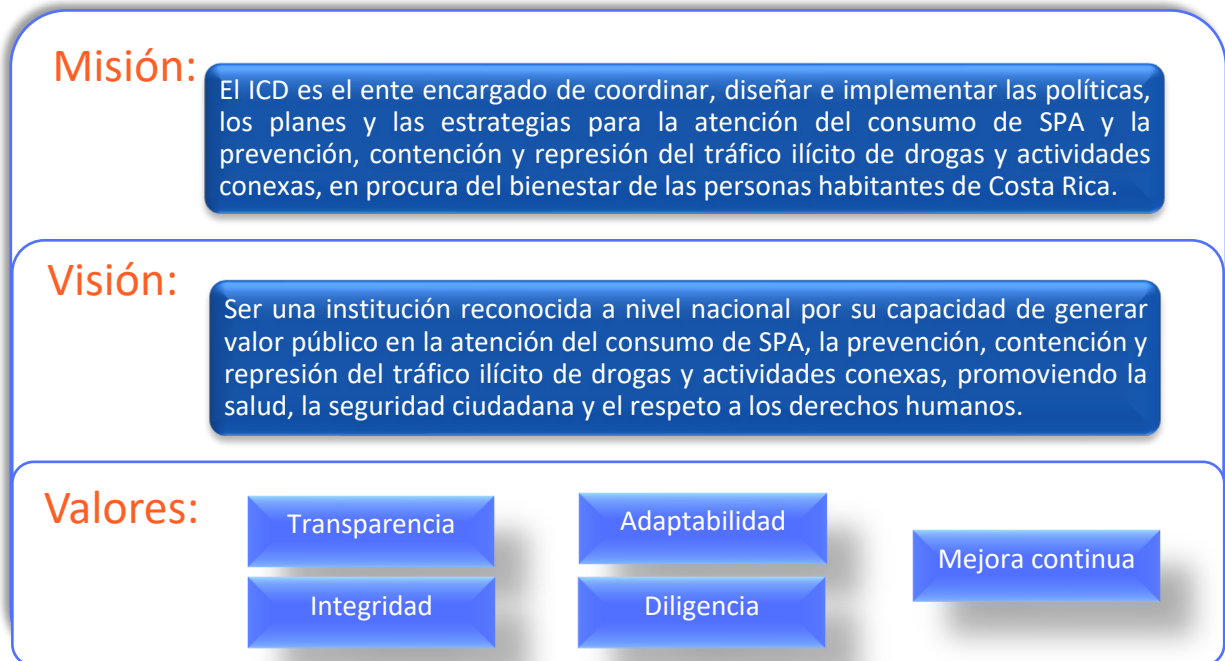 Misión:
El ICD es el ente encargado de coordinar, diseñar e implementar las políticas,
los planes y las estrategias para la atención del consumo de SPA y la
prevención, contención y represión del tráfico ilícito de drogas y actividades
conexas, en procura del bienestar de las personas habitantes de Costa Rica.
Visión:
Ser una institución reconocida a nivel nacional por su capacidad de generar
valor público en la atención del consumo de SPA, la prevención, contención y
represión del tráfico ilícito de drogas y actividades conexas, promoviendo la
salud, la seguridad ciudadana y el respeto a los derechos humanos.
Valores:
Transparencia
Adaptabilidad
Mejora continua
Integridad
Diligencia